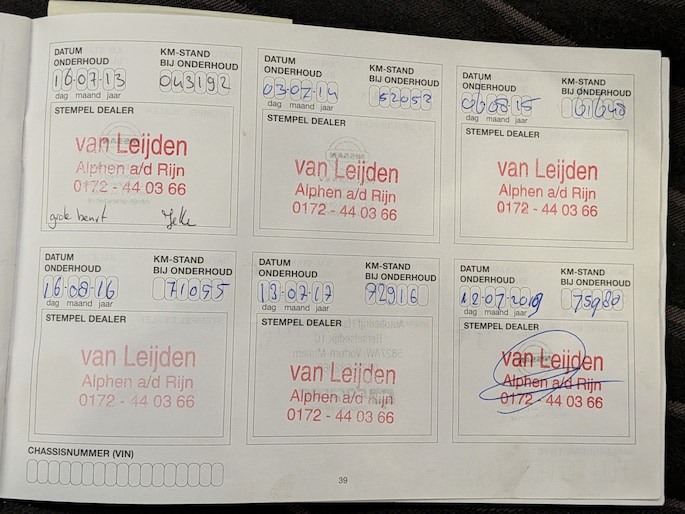 DATUM
ONDERHOUD
16-07-13
dag maand jaar
KM-STAND
BIJ ONDERHOUD
043192
STEMPEL DEALER
van Leijden
Alphen a/d Rijn
0172 - 44 03 66
grote beurt
DATUM
ONDERHOUD
03-07-14
dag maand jaar
KM-STAND
BIJ ONDERHOUD
52052
STEMPEL DEALER
van Leijden
Alphen a/d Rijn
0172 - 44 03 66
DATUM
ONDERHOUD
06-08-15
dag maand jaar
KM-STAND
BIJ ONDERHOUD
61648
STEMPEL DEALER
van Leijden
Alphen a/d Rijn
0172 - 44 03 66
DATUM
ONDERHOUD
16-08-16
dag maand jaar
KM-STAND
BIJ ONDERHOUD
71055
STEMPEL DEALER
van Leijden
Alphen a/d Rijn
0172 - 44 03 66
DATUM
ONDERHOUD
13-07-17
dag maand jaar
KM-STAND
BIJ ONDERHOUD
72916
STEMPEL DEALER
van Leijden
Alphen a/d Rijn
0172 - 44 03 66
DATUM
ONDERHOUD
12-07-2019
dag maand jaar
KM-STAND
BIJ ONDERHOUD
75980
STEMPEL DEALER
van Leijden
Alphen a/d Rijn
0172 - 44 03 66
CHASSISNUMMER (VIN)
39